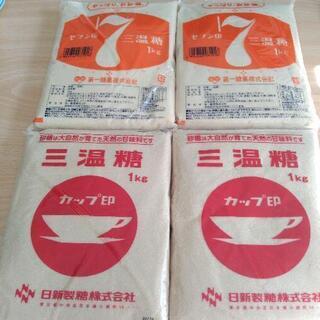 セブン印
三温糖
1kg
第一糖業株式会社
セブン印
三温糖
1kg
第一糖業株式会社
砂糖は大自然が育てた天然の甘味料です
三温糖
1kg
カップ印
日新製糖株式会社
砂糖は大自然が育てた天然の甘味料です
三温糖
1kg
カップ印
日新製糖株式会社